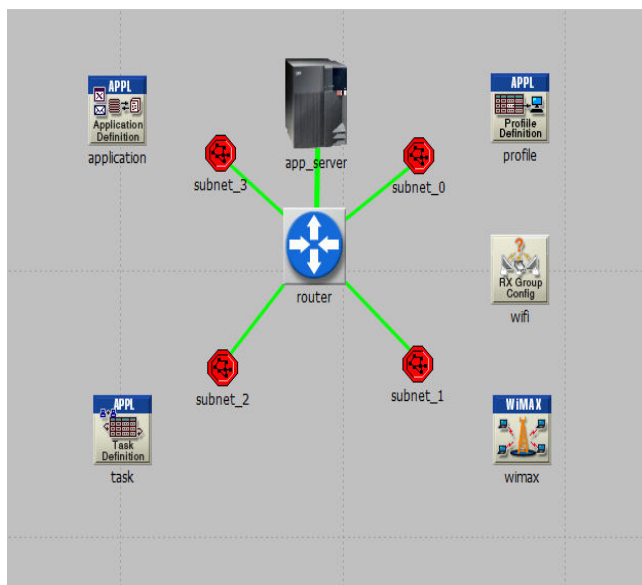 APPL
Application
Definition
application
app_server
APPL
Profile
Definition
profile
subnet_3
subnet_0
router
?
RX Group
Config
wifi
subnet_2
subnet_1
APPL
Task
Definition
task
WiMAX
wimax